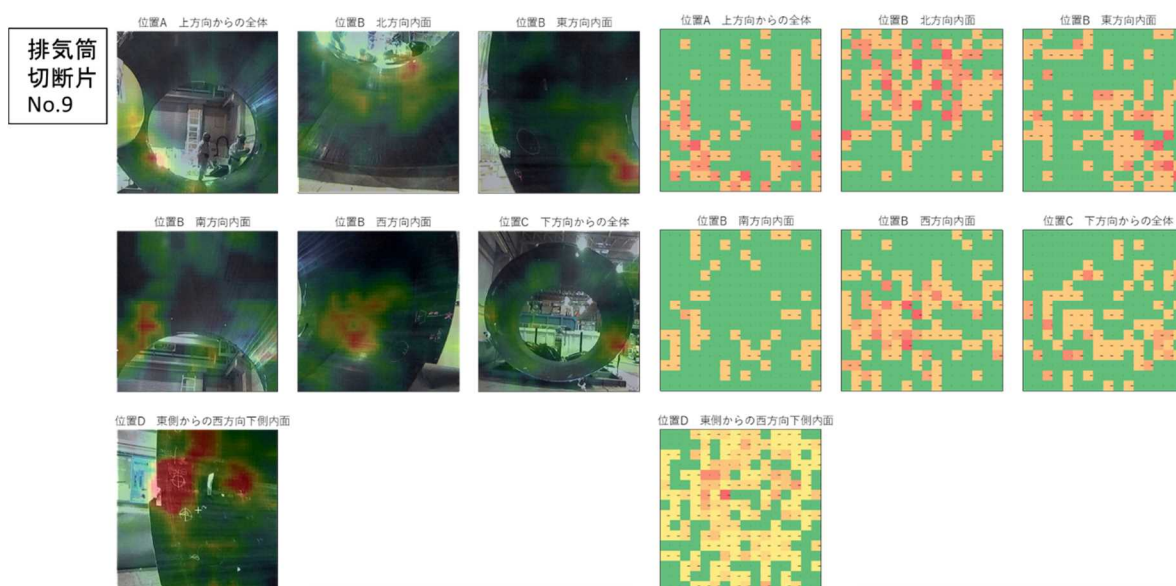 排気筒
切断片
No.9
位置A 上方向からの全体
位置B 北方向内面
位置B 東方向内面
位置A 上方向からの全体
位置B 北方向内面
位置B 東方向内面
位置B 南方向内面
位置B 西方向内面
位置C 下方向からの全体
位置B 南方向内面
位置B 西方向内面
位置C 下方向からの全体
位置D 東側からの西方向下側内面
位置D 東側からの西方向下側内面